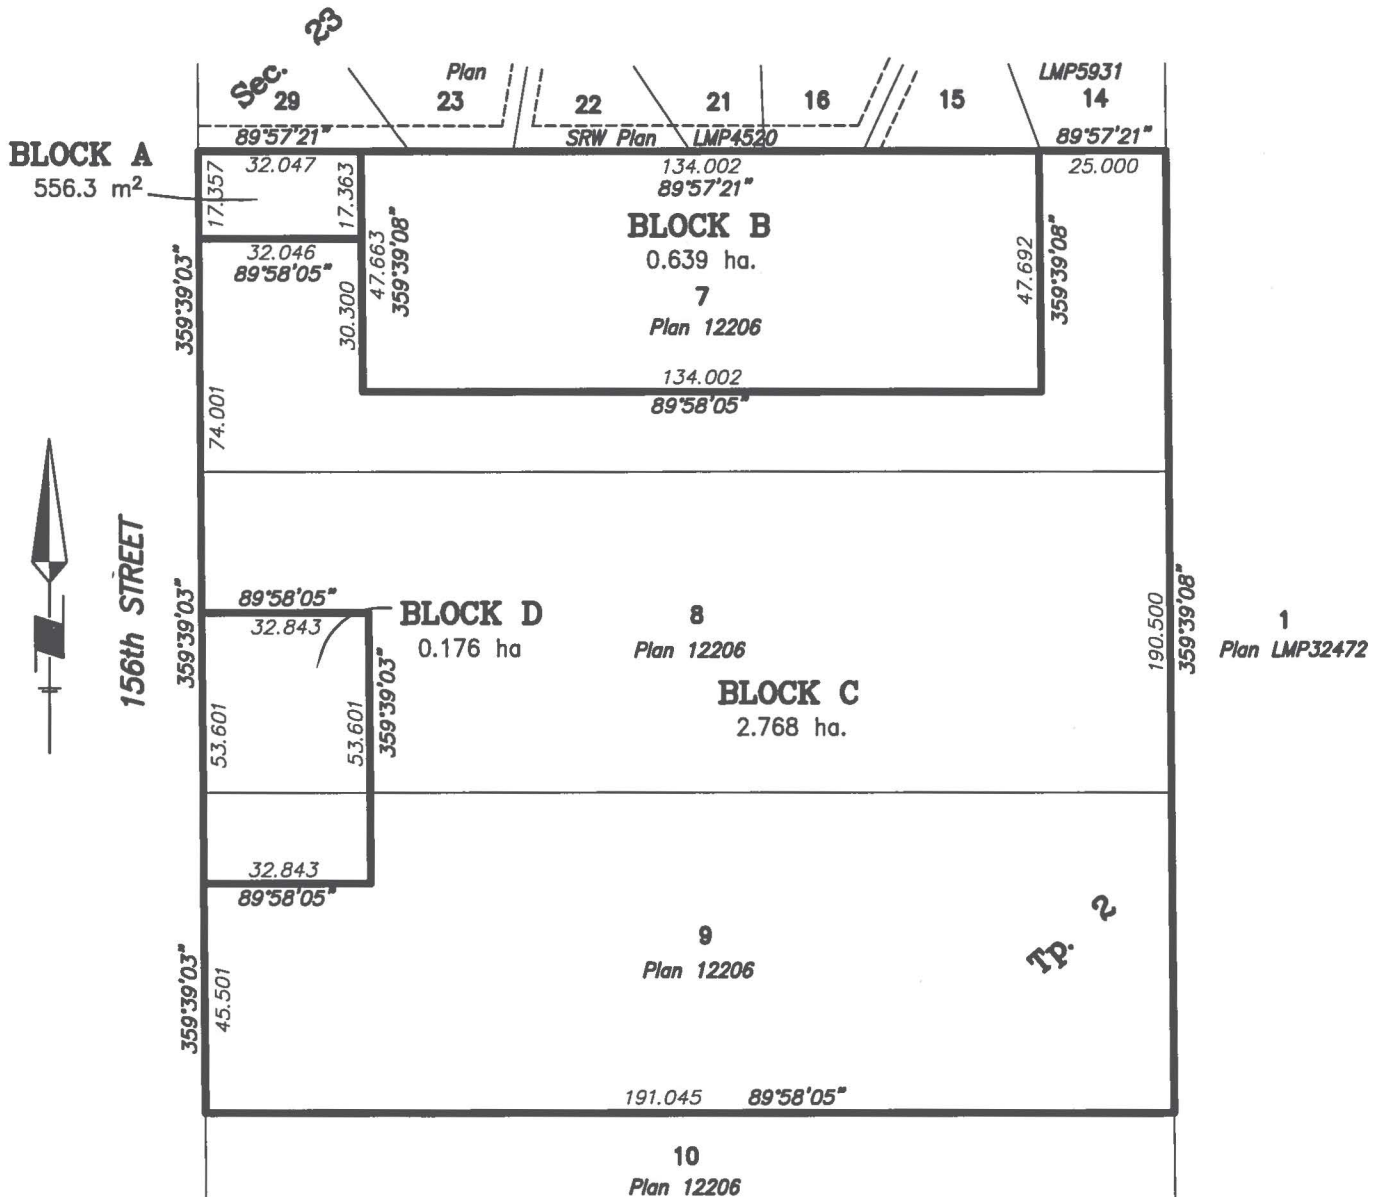 Sec. 23
Plan
LMP5931
29
23
22
21
16
15
14
89°57'21"
SRW Plan LMP4520
89°57'21"
BLOCK A
556.3 m²
32.047
134.002
25.000
89°57'21"
17.357
17.363
BLOCK B
0.639 ha.
7
Plan 12206
47.663
359°39'08"
47.692
359°39'08"
32.046
89°58'05"
359°39'03"
30.300
134.002
89°58'05"
74.001
156th STREET
359°39'03"
89°58'05"
32.843
BLOCK D
0.176 ha
8
Plan 12206
BLOCK C
2.768 ha.
190.500
359°39'08"
1
Plan LMP32472
53.601
53.601
359°39'03"
32.843
89°58'05"
9
Plan 12206
Tp. 2
359°39'03"
45.501
191.045 89°58'05"
10
Plan 12206